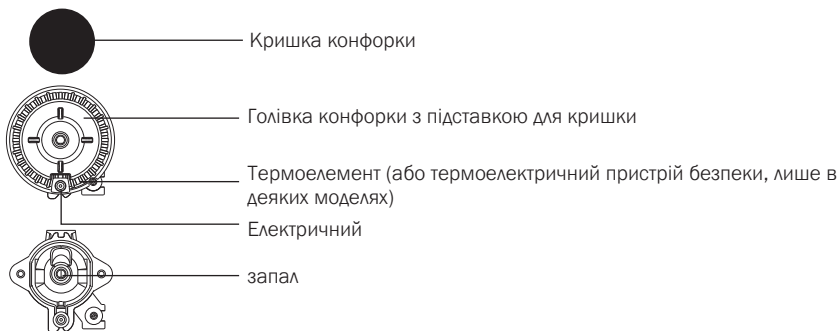 Кришка конфорки
Голівка конфорки з підставкою для кришки
Термоелемент (або термоелектричний пристрій безпеки, лише в
деяких моделях)
Електричний
запал